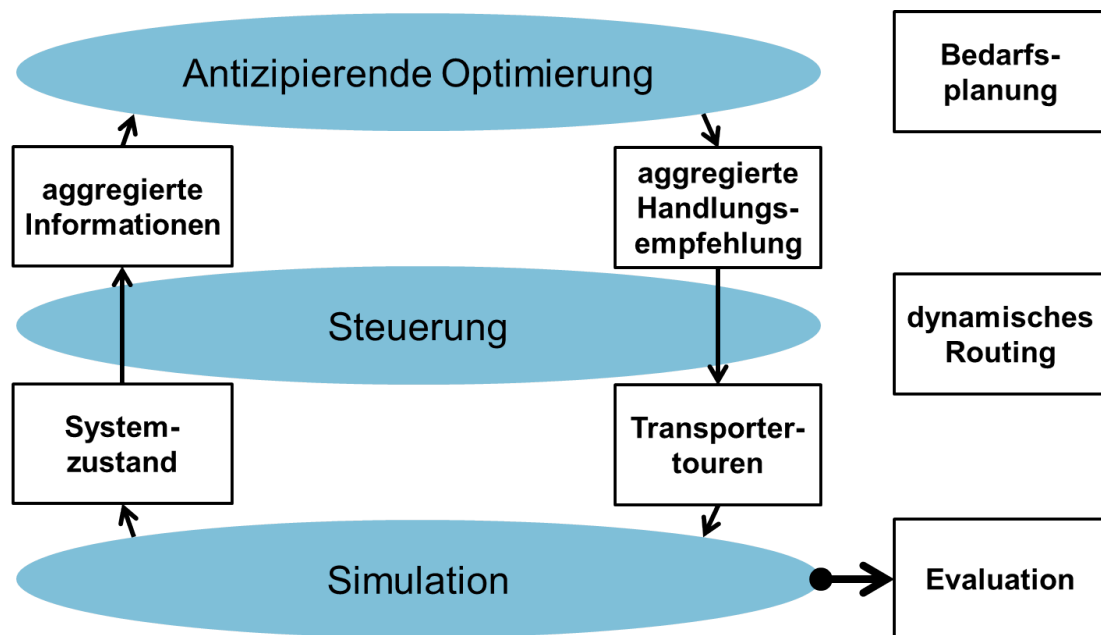 Antizipierende Optimierung
Bedarfs-
planung
aggregierte
Informationen
aggregierte
Handlungs-
empfehlung
Steuerung
dynamisches
Routing
System-
zustand
Transporter-
touren
Simulation
Evaluation